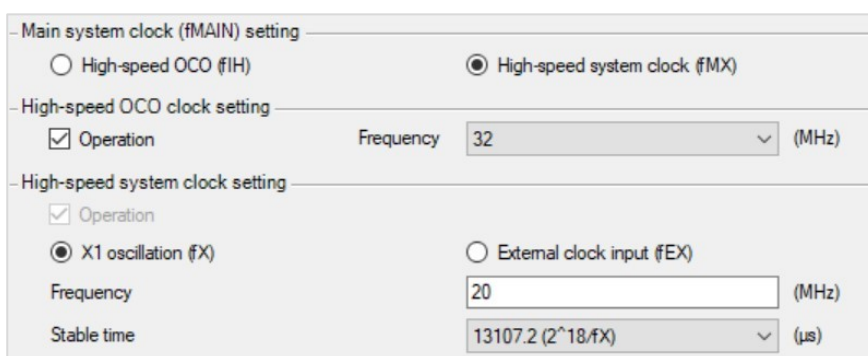 Main system clock (fMAIN) setting
High-speed OCO (fIH) High-speed system clock (fMX)
High-speed OCO clock setting
Operation Frequency 32 (MHz)
High-speed system clock setting
Operation
X1 oscillation (fX) External clock input (fEX)
Frequency 20 (MHz)
Stable time 13107.2 (2^18/fX) (μs)